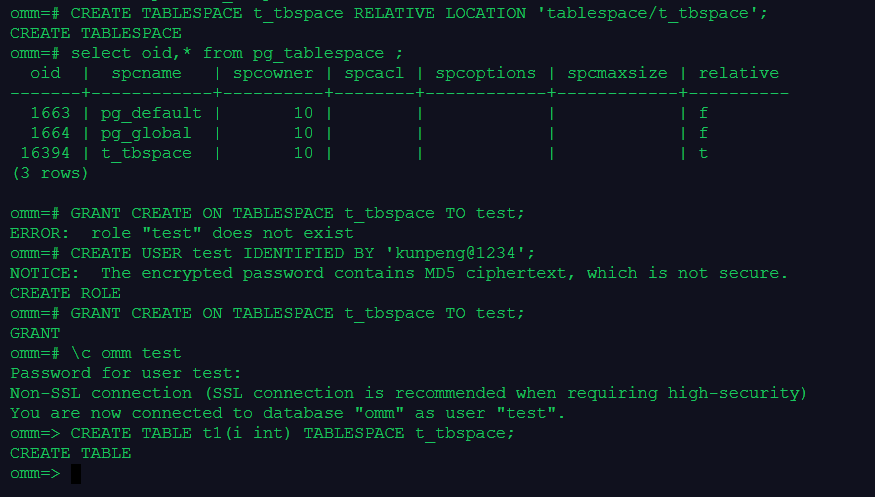 omm=# CREATE TABLESPACE t_tbspace RELATIVE LOCATION 'tablespace/t_tbspace';
CREATE TABLESPACE
omm=# select oid,* from pg_tablespace ;
  oid  |  spcname   | spcowner | spcacl | spcoptions | spcmaxsize | relative
-------+------------+----------+--------+------------+------------+----------
  1663 | pg_default |       10 |        |            |            | f
  1664 | pg_global  |       10 |        |            |            | f
 16394 | t_tbspace  |       10 |        |            |            | t
(3 rows)

omm=# GRANT CREATE ON TABLESPACE t_tbspace TO test;
ERROR:  role "test" does not exist
omm=# CREATE USER test IDENTIFIED BY 'kunpeng@1234';
NOTICE:  The encrypted password contains MD5 ciphertext, which is not secure.
CREATE ROLE
omm=# GRANT CREATE ON TABLESPACE t_tbspace TO test;
GRANT
omm=# \c omm test
Password for user test:
Non-SSL connection (SSL connection is recommended when requiring high-security)
You are now connected to database "omm" as user "test".
omm=> CREATE TABLE t1(i int) TABLESPACE t_tbspace;
CREATE TABLE
omm=>